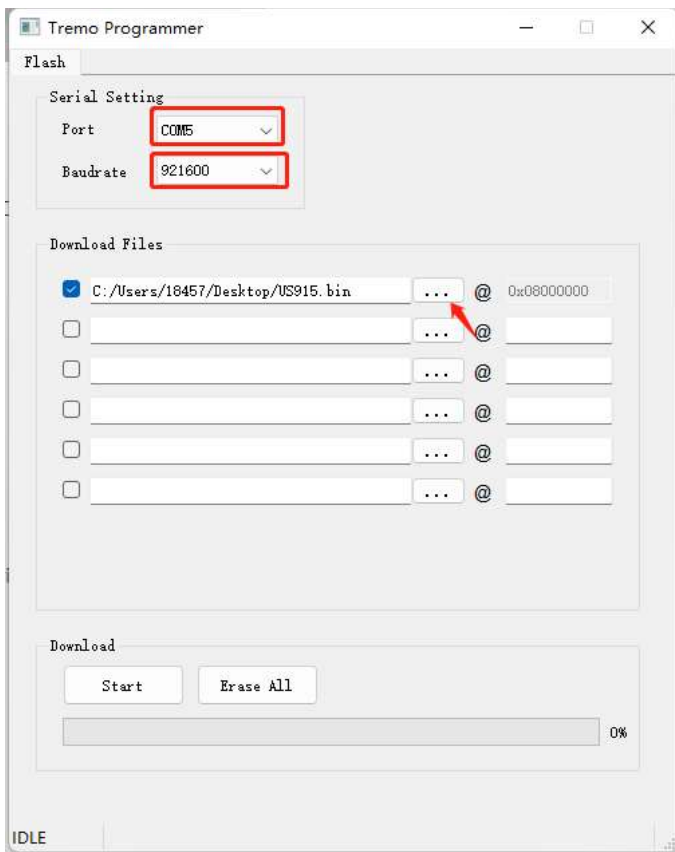 Tremo Programmer
Flash
Serial Setting
Port COM5
Baudrate 921600
Download Files
C:/Users/18457/Desktop/US915.bin ... @ 0x08000000
... @
... @
... @
... @
... @
Download
Start Erase All
0%
IDLE